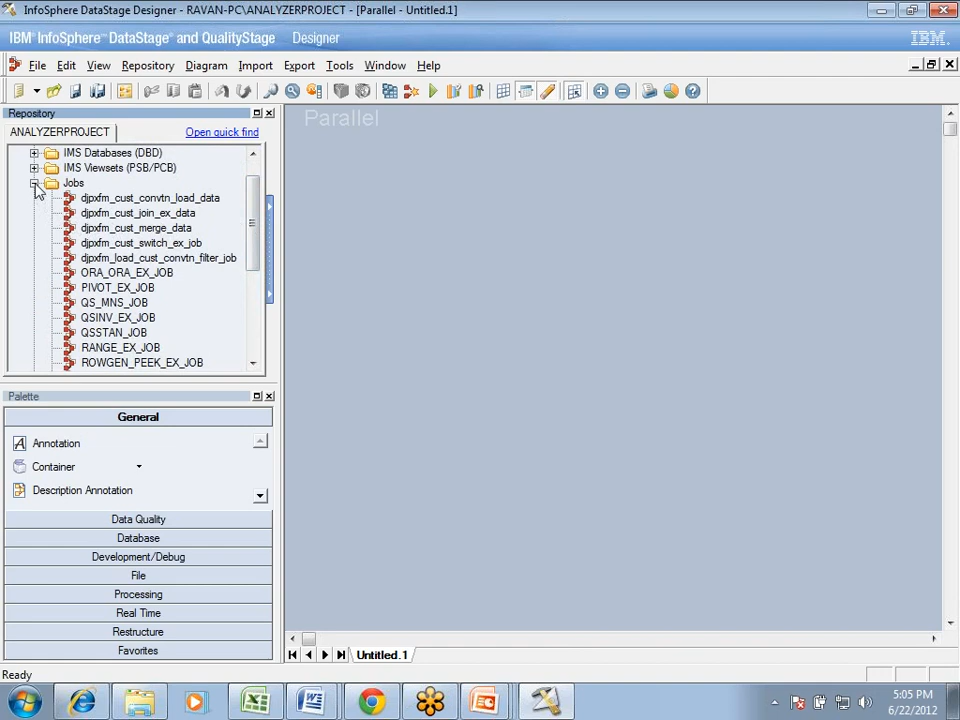 InfoSphere DataStage Designer - RAVAN-PC\ANALYZERPROJECT - [Parallel - Untitled.1]
IBM® InfoSphere™ DataStage® and QualityStage Designer
IBM
File Edit View Repository Diagram Import Export Tools Window Help
Repository
ANALYZERPROJECT Open quick find
IMS Databases (DBD)
IMS Viewsets (PSB/PCB)
Jobs
djpxfm_cust_convtn_load_data
djpxfm_cust_join_ex_data
djpxfm_cust_merge_data
djpxfm_cust_switch_ex_job
djpxfm_load_cust_convtn_filter_job
ORA_ORA_EX_JOB
PIVOT_EX_JOB
QS_MNS_JOB
QSINV_EX_JOB
QSSTAN_JOB
RANGE_EX_JOB
ROWGEN_PEEK_EX_JOB
Parallel
Palette
General
Annotation
Container
Description Annotation
Data Quality
Database
Development/Debug
File
Processing
Real Time
Restructure
Favorites
Untitled.1
Ready
5:05 PM
6/22/2012